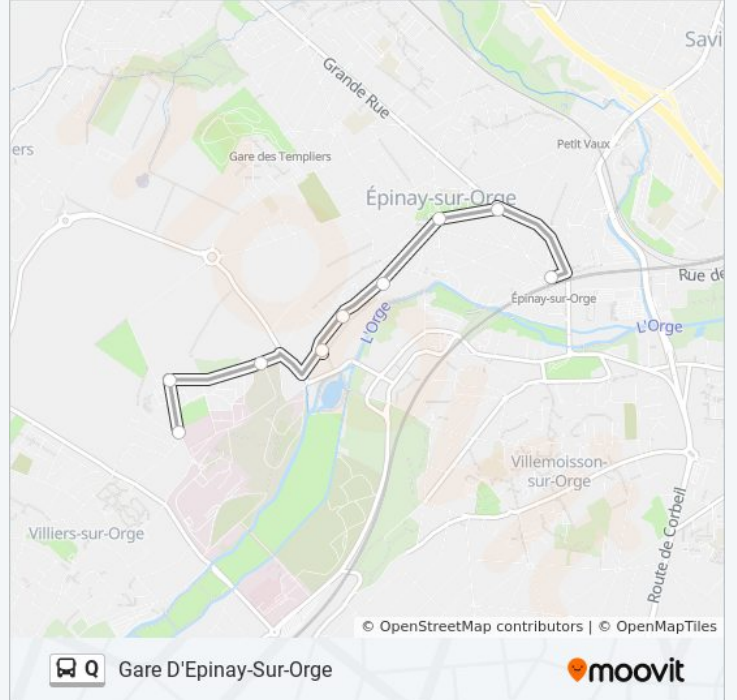 Savi
Grande Rue
Petit Vaux
ers
Gare des Templiers
Épinay-sur-Orge
Rue de
Épinay-sur-Orge
L'Orge
L'Orge
Villemoisson-
sur-Orge
Route de Corbeil
Villiers-sur-Orge
© OpenStreetMap contributors | © OpenMapTiles
Q Gare D'Epinay-Sur-Orge
moovit